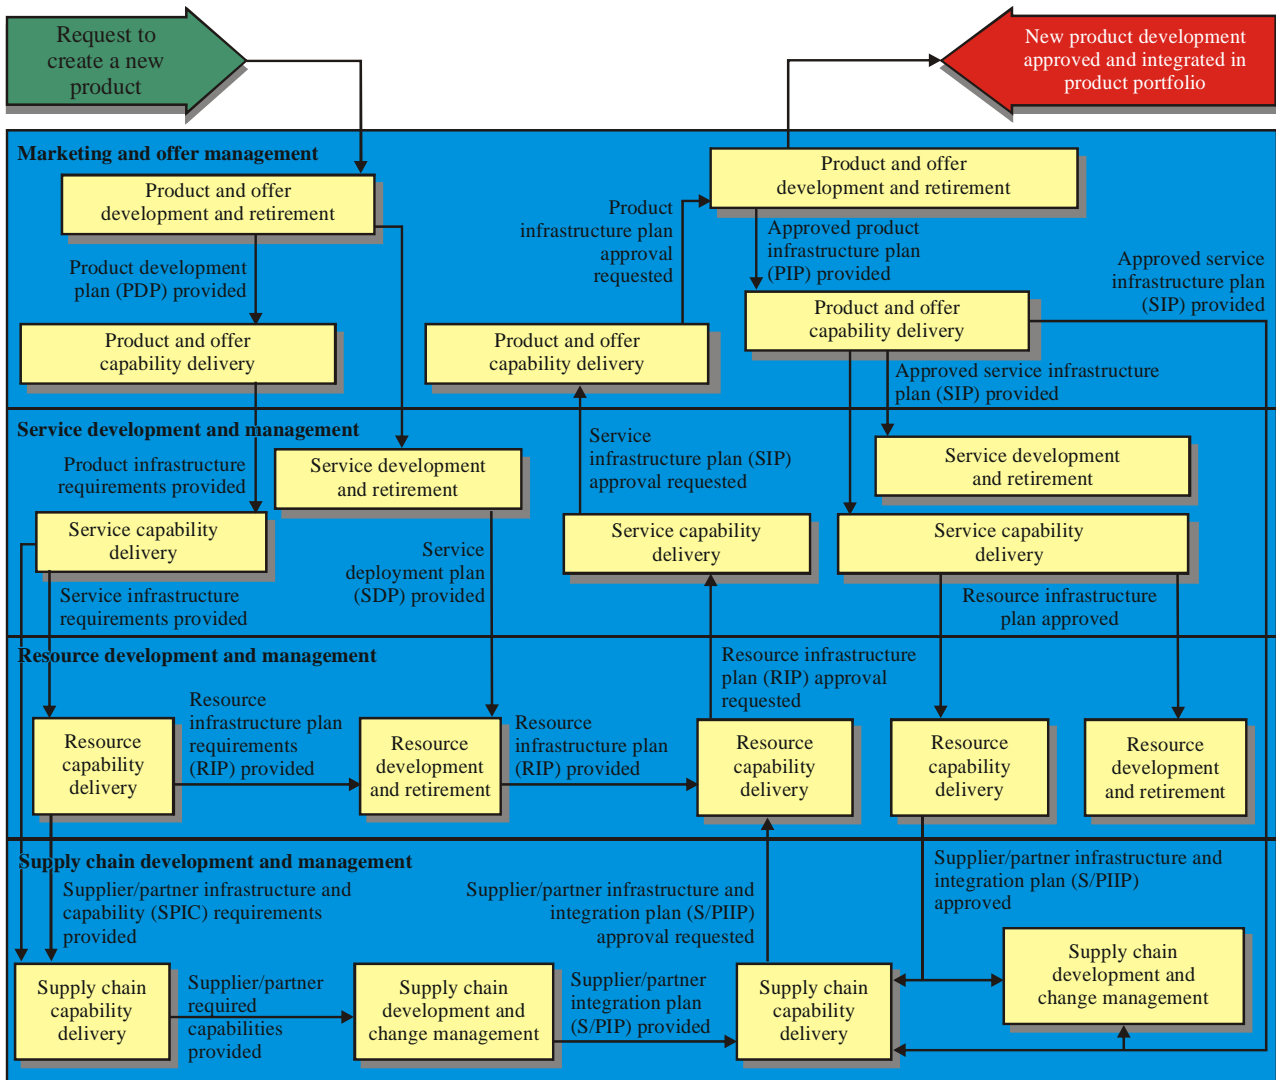 Request to
create a new
product
New product development
approved and integrated in
product portfolio
Marketing and offer management
Product and offer
development and retirement
Product and offer
development and retirement
Product
infrastructure plan
approval
requested
Approved product
infrastructure plan
(PIP) provided
Approved service
infrastructure plan
(SIP) provided
Product development
plan (PDP) provided
Product and offer
capability delivery
Product and offer
capability delivery
Product and offer
capability delivery
Approved service infrastructure
plan (SIP) provided
Service development and management
Product infrastructure
requirements provided
Service development
and retirement
Service
infrastructure plan (SIP)
approval requested
Service development
and retirement
Service capability
delivery
Service
deployment plan
(SDP) provided
Service capability
delivery
Service capability
delivery
Service infrastructure
requirements provided
Resource infrastructure
plan approved
Resource development and management
Resource infrastructure
plan (RIP) approval
requested
Resource
capability
delivery
Resource
infrastructure plan
requirements
(RIP) provided
Resource
development
and retirement
Resource
infrastructure plan
(RIP) provided
Resource
capability
delivery
Resource
capability
delivery
Resource
development
and retirement
Supply chain development and management
Supplier/partner infrastructure and
capability (SPIC) requirements
provided
Supplier/partner infrastructure and
integration plan (S/PIIP)
approval requested
Supplier/partner infrastructure and
integration plan (S/PIIP)
approved
Supply chain
capability
delivery
Supplier/partner
required
capabilities
provided
Supply chain
development and
change management
Supplier/partner
integration plan
(S/PIP) provided
Supply chain
capability
delivery
Supply chain
development and
change management